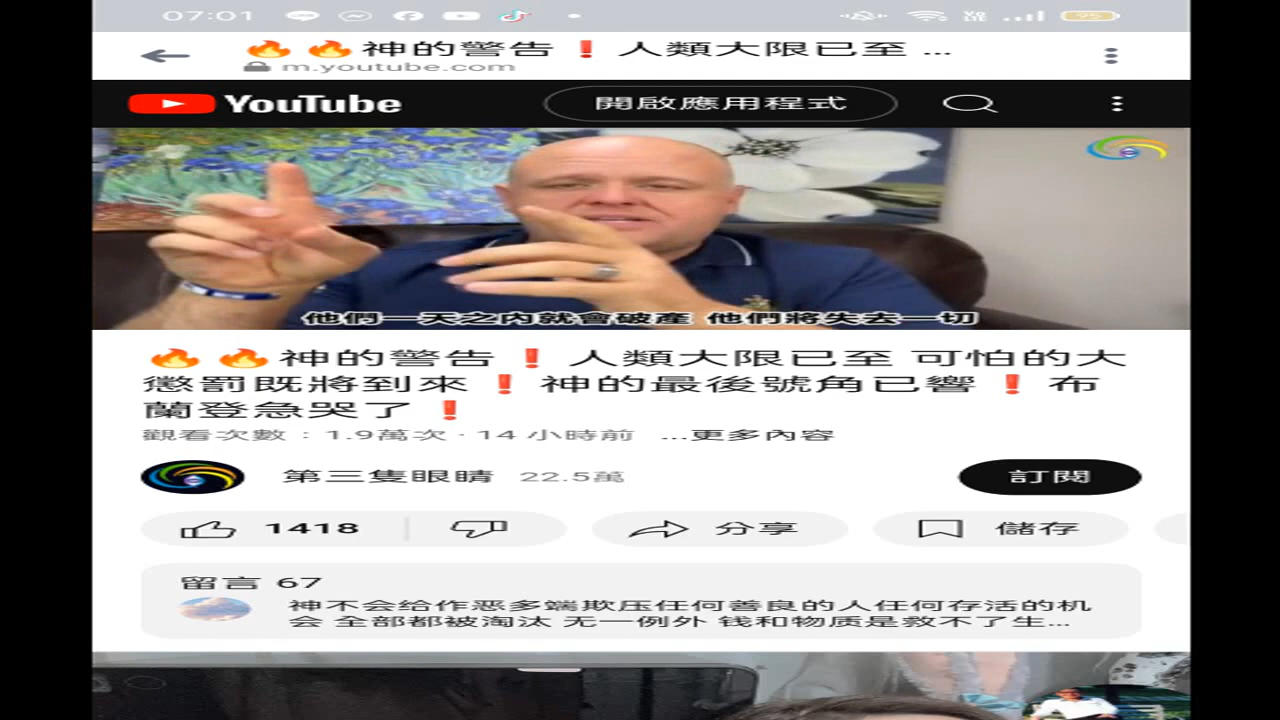 07:01
95
🔥🔥神的警告❗人類大限已至 ...
m.youtube.com
YouTube
開啟應用程式
他們一天之內就會破產 他們將失去一切
🔥🔥神的警告❗人類大限已至 可怕的大
懲罰既將到來❗神的最後號角已響❗布
蘭登急哭了❗
觀看次數：1.9萬次 · 14 小時前 ...更多內容
第三隻眼睛 22.5萬
訂閱
1418
分享
儲存
留言 67
神不会给作恶多端欺压任何善良的人任何存活的机
会 全部都被淘汰 无一例外 钱和物质是救不了生...